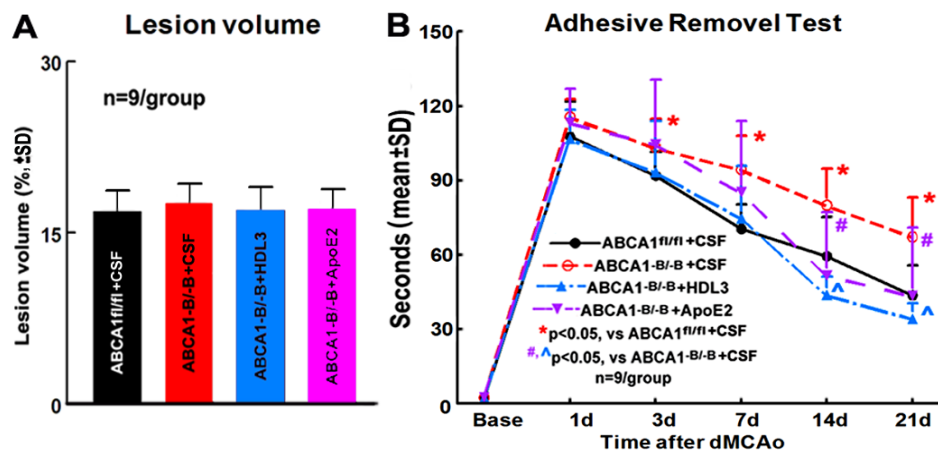 A
Lesion volume
Lesion volume (%,±SD)
30
15
0
n=9/group
ABCA1fl/fl+CSF
ABCA1-B/-B+CSF
ABCA1-B/-B+HDL3
ABCA1-B/-B+ApoE2
B
Adhesive Removel Test
Seconds (mean±SD)
150
120
90
60
30
0
*
*
*
*
#
#
^
^
ABCA1fl/fl+CSF
ABCA1-B/-B+CSF
ABCA1-B/-B+HDL3
ABCA1-B/-B+ApoE2
*p<0.05, vs ABCA1fl/fl+CSF
#,^p<0.05, vs ABCA1-B/-B+CSF
n=9/group
Base 1d 3d 7d 14d 21d
Time after dMCAo